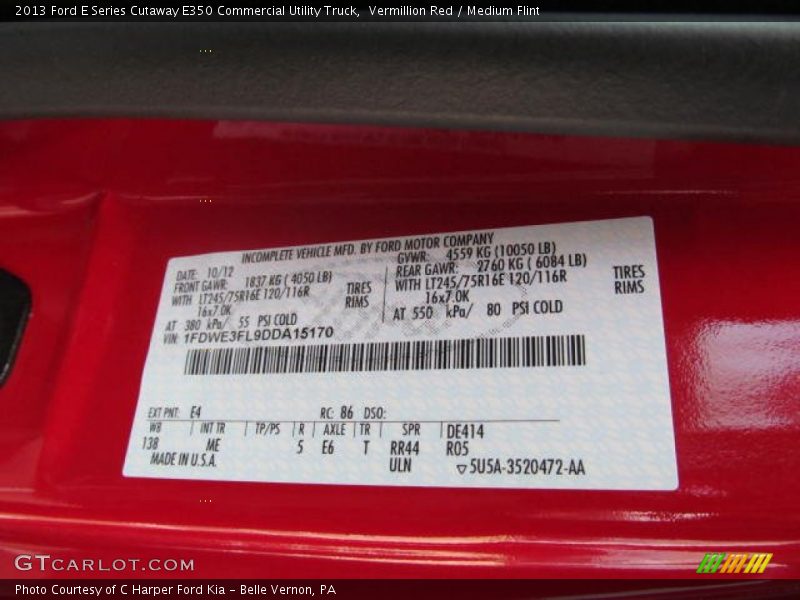 2013 Ford E Series Cutaway E350 Commercial Utility Truck,  Vermillion Red / Medium Flint
INCOMPLETE VEHICLE MFD. BY FORD MOTOR COMPANY
DATE: 10/12
GVWR: 4559 KG (10050 LB)
FRONT GAWR: 1837 KG ( 4050 LB)
REAR GAWR: 2760 KG ( 6084 LB)
WITH LT245/75R16E 120/116R TIRES
WITH LT245/75R16E 120/116R TIRES
16x7.0K RIMS
16x7.0K RIMS
AT 380 kPa/ 55 PSI COLD
AT 550 kPa/ 80 PSI COLD
VIN: 1FDWE3FL9DDA15170
EXT PNT: E4 RC: 86 DSO:
WB INT TR TP/PS R AXLE TR SPR DE414
138 ME 5 E6 T RR44 R05
MADE IN U.S.A. ULN ▽5U5A-3520472-AA
GTCARLOT.COM
Photo Courtesy of C Harper Ford Kia – Belle Vernon, PA